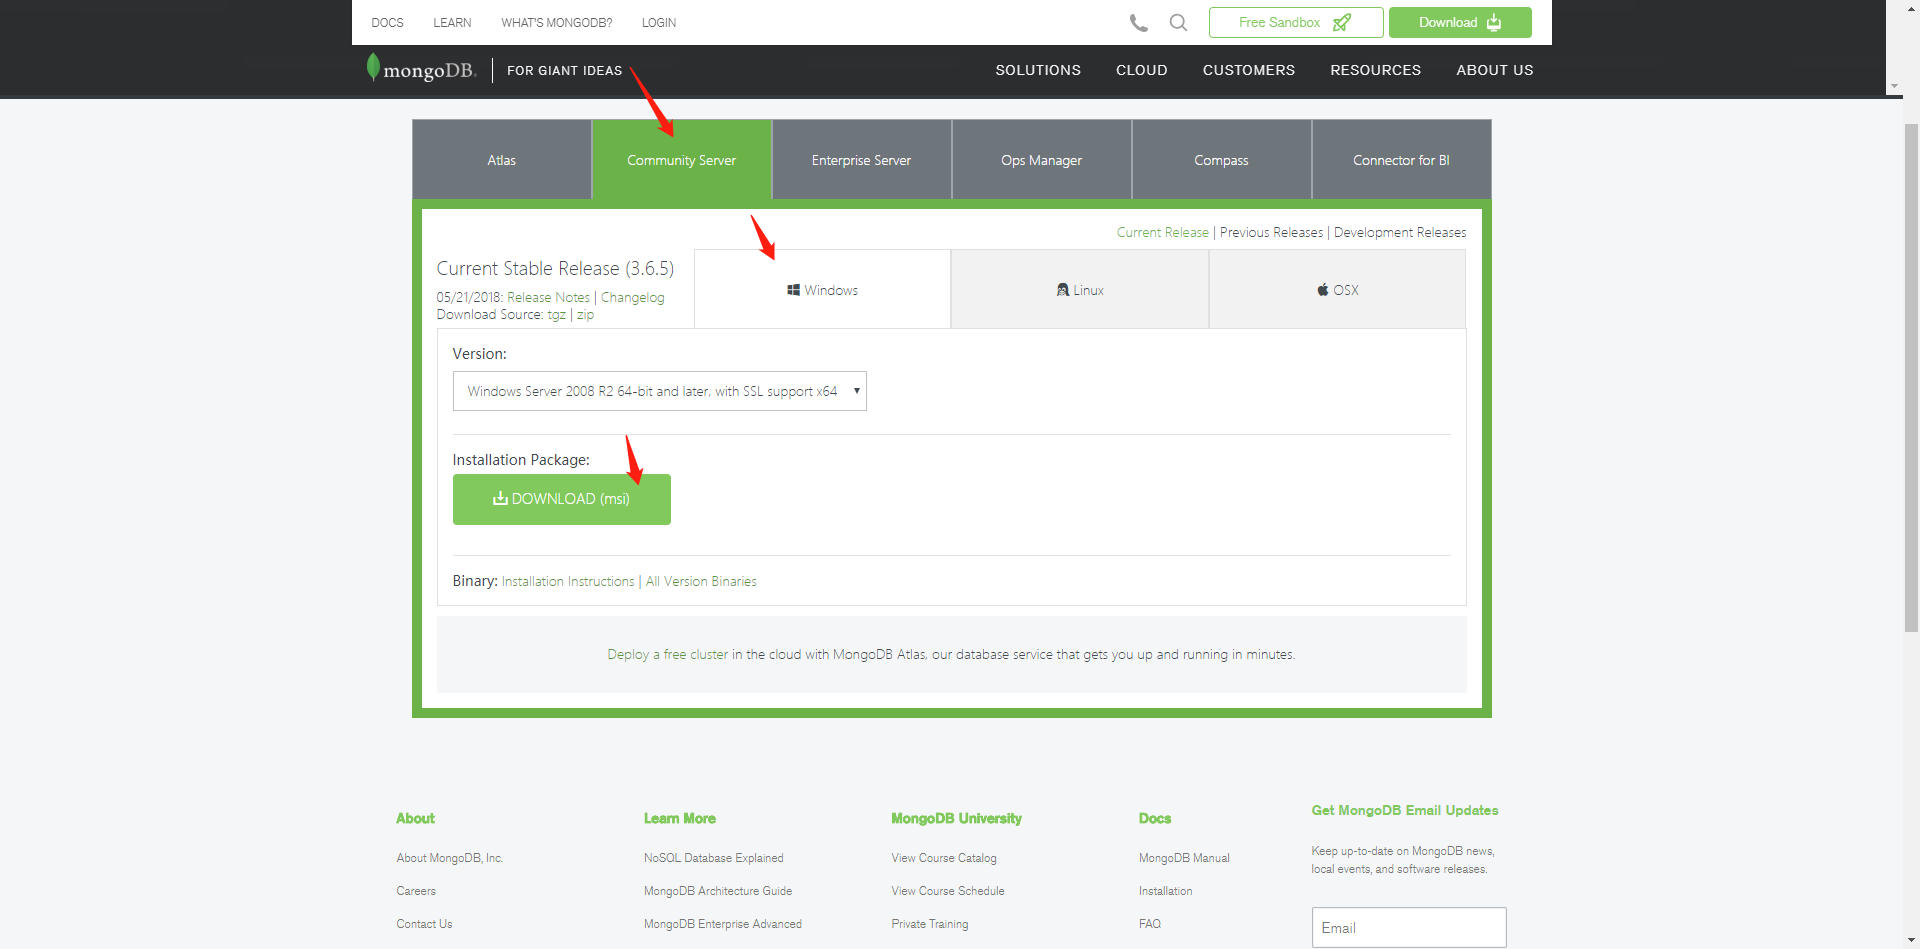 DOCS LEARN WHAT'S MONGODB? LOGIN Free Sandbox Download
mongoDB. FOR GIANT IDEAS SOLUTIONS CLOUD CUSTOMERS RESOURCES ABOUT US
Atlas Community Server Enterprise Server Ops Manager Compass Connector for BI
Current Release | Previous Releases | Development Releases
Current Stable Release (3.6.5)
05/21/2018: Release Notes | Changelog
Download Source: tgz | zip
Windows Linux OSX
Version:
Windows Server 2008 R2 64-bit and later, with SSL support x64
Installation Package:
DOWNLOAD (msi)
Binary: Installation Instructions | All Version Binaries
Deploy a free cluster in the cloud with MongoDB Atlas, our database service that gets you up and running in minutes.
About
About MongoDB, Inc.
Careers
Contact Us
Learn More
NoSQL Database Explained
MongoDB Architecture Guide
MongoDB Enterprise Advanced
MongoDB University
View Course Catalog
View Course Schedule
Private Training
Docs
MongoDB Manual
Installation
FAQ
Get MongoDB Email Updates
Keep up-to-date on MongoDB news,
local events, and software releases.
Email